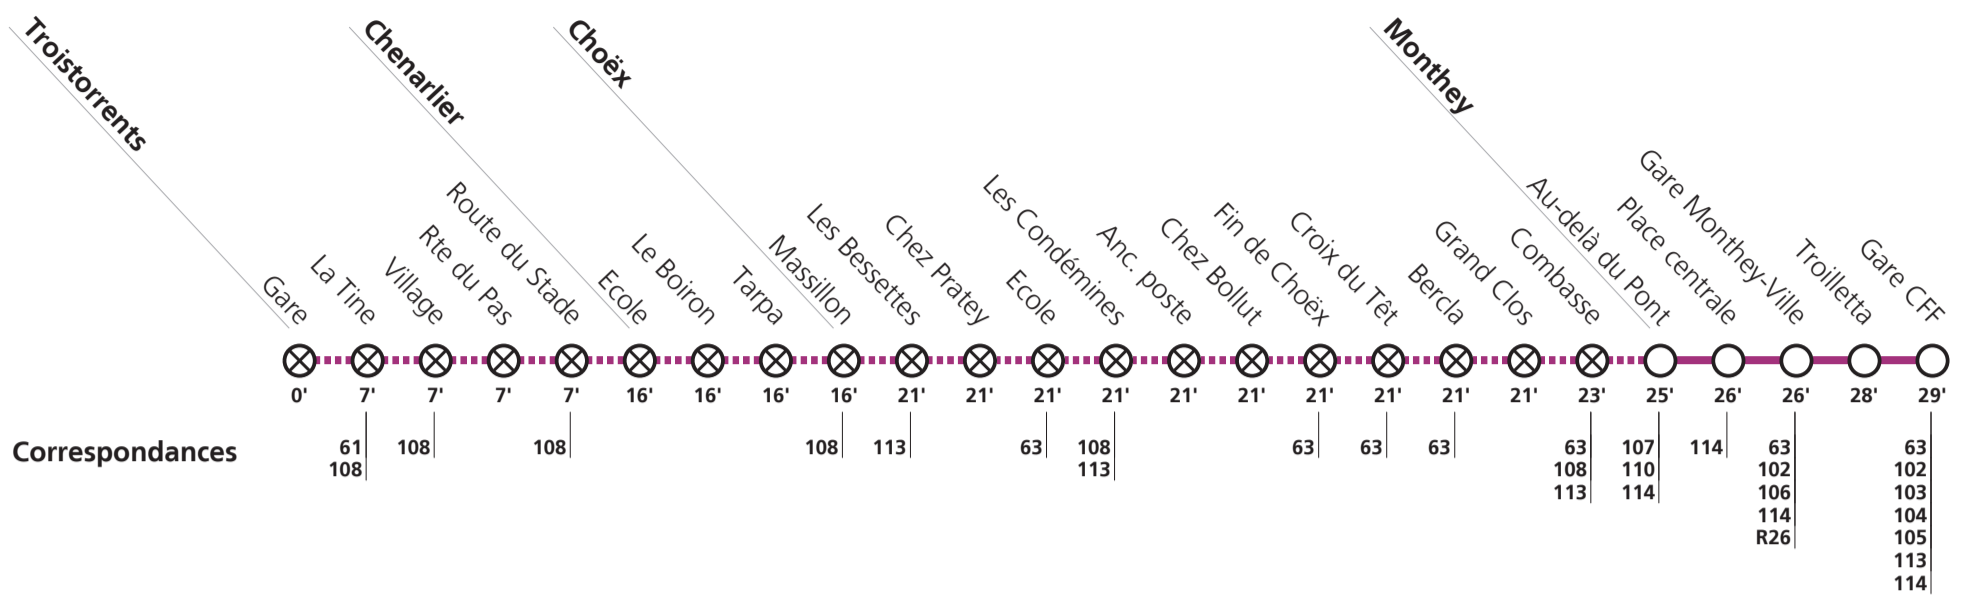 Troistorrents
Chenarlier
Choëx
Monthey
Gare
La Tine
Village
Rte du Pas
Route du Stade
Ecole
Le Boiron
Tarpa
Massillon
Les Bessettes
Chez Pratey
Ecole
Les Condémines
Anc. poste
Chez Bollut
Fin de Choëx
Croix du Têt
Bercla
Grand Clos
Combasse
Au-delà du Pont
Place centrale
Gare Monthey-Ville
Troilletta
Gare CFF
0' 7' 7' 7' 7' 16' 16' 16' 16' 21' 21' 21' 21' 21' 21' 21' 21' 21' 21' 23' 25' 26' 26' 28' 29'
Correspondances 61 108 108 108 113 63 108 63 63 63 63 107 114 63 63
108 113 108 110 102 102
113 114 106 103
114 104
R26 105
113
114